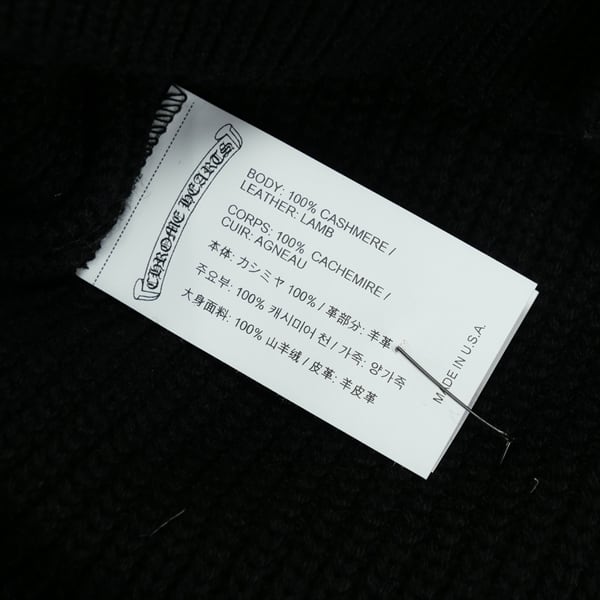 CHROME HEARTS
BODY: 100% CASHMERE /
LEATHER: LAMB
CORPS: 100% CACHEMIRE /
CUIR: AGNEAU
本体: カシミヤ 100% / 革部分: 羊革
주요부: 100% 캐시미어 천 / 가죽: 양가죽
大身面料: 100% 山羊绒 / 皮革: 羊皮革
MADE IN U.S.A.